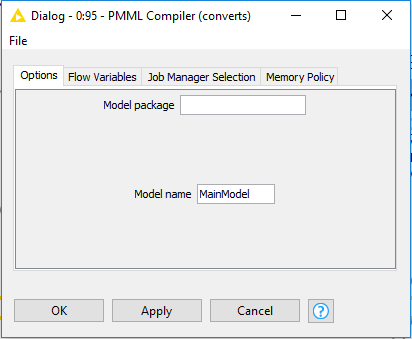 Dialog - 0:95 - PMML Compiler (converts)
File
Options Flow Variables Job Manager Selection Memory Policy
Model package
Model name MainModel
OK Apply Cancel ?